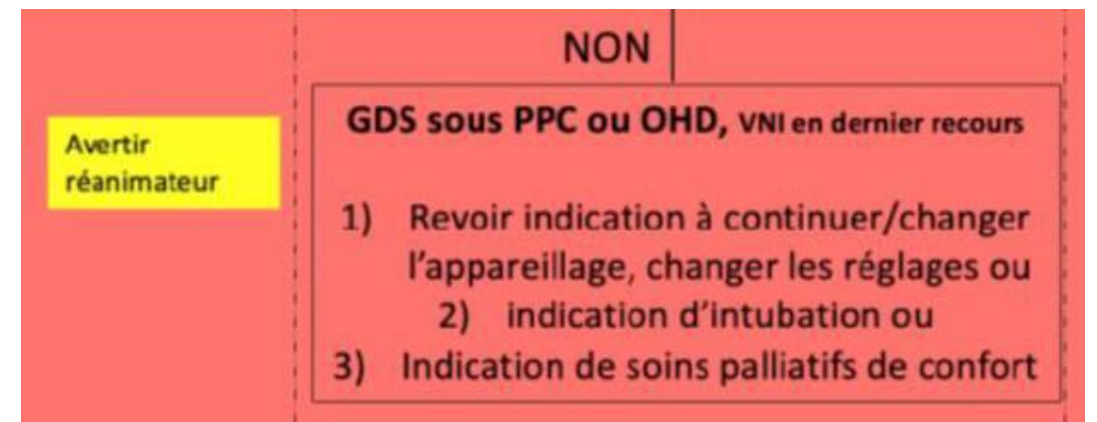 NON
GDS sous PPC ou OHD, VNI en dernier recours
Avertir
réanimateur
1) Revoir indication à continuer/changer
l'appareillage, changer les réglages ou
2) indication d'intubation ou
3) Indication de soins palliatifs de confort